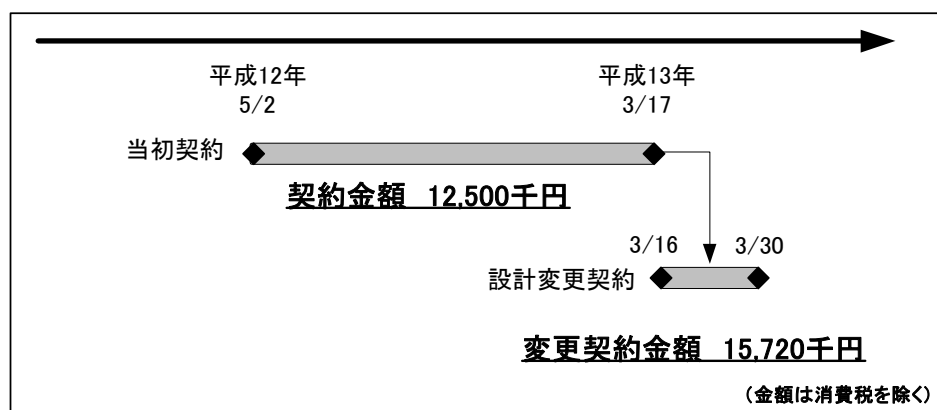 平成12年
5/2
平成13年
3/17
当初契約
契約金額 12,500千円
3/16
3/30
設計変更契約
変更契約金額 15,720千円
(金額は消費税を除く)